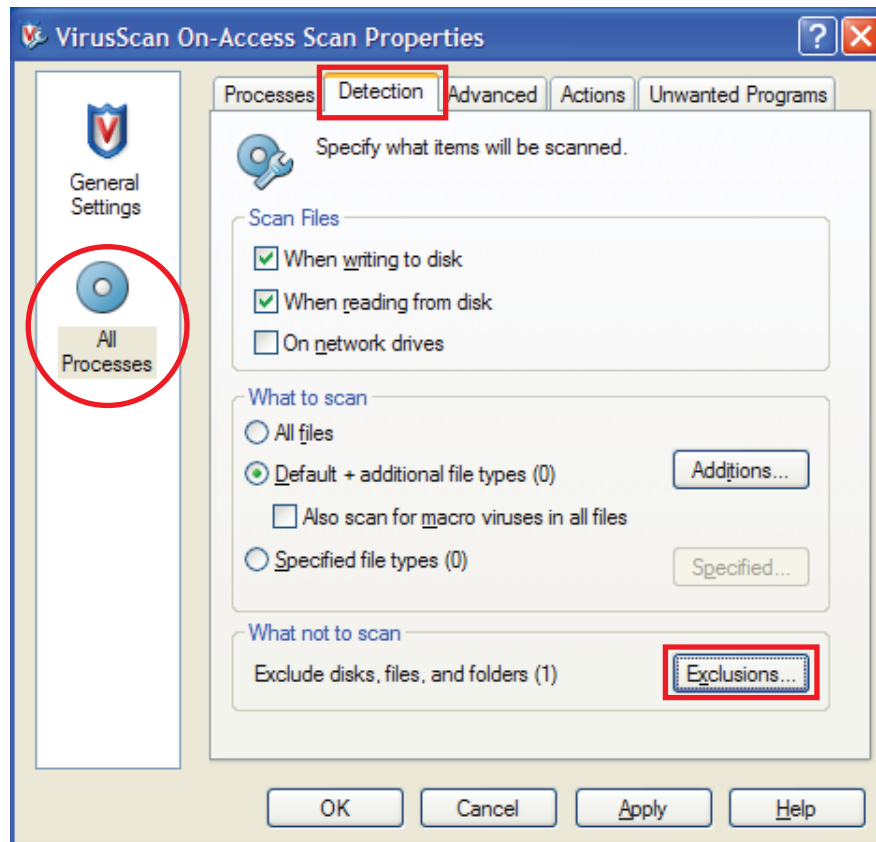 VirusScan On-Access Scan Properties
?
General
Settings
All
Processes
Processes Detection Advanced Actions Unwanted Programs
Specify what items will be scanned.
Scan Files
When writing to disk
When reading from disk
On network drives
What to scan
All files
Default + additional file types (0)
Additions...
Also scan for macro viruses in all files
Specified file types (0)
Specified...
What not to scan
Exclude disks, files, and folders (1)
Exclusions...
OK Cancel Apply Help